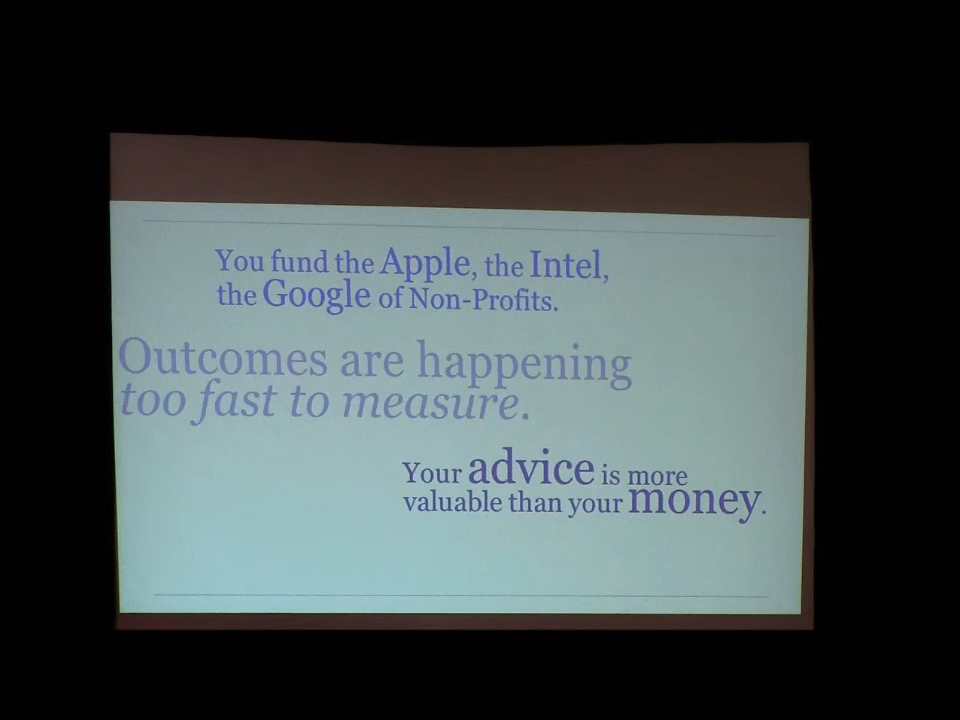 You fund the Apple, the Intel,
the Google of Non-Profits.
Outcomes are happening
too fast to measure.
Your advice is more
valuable than your money.